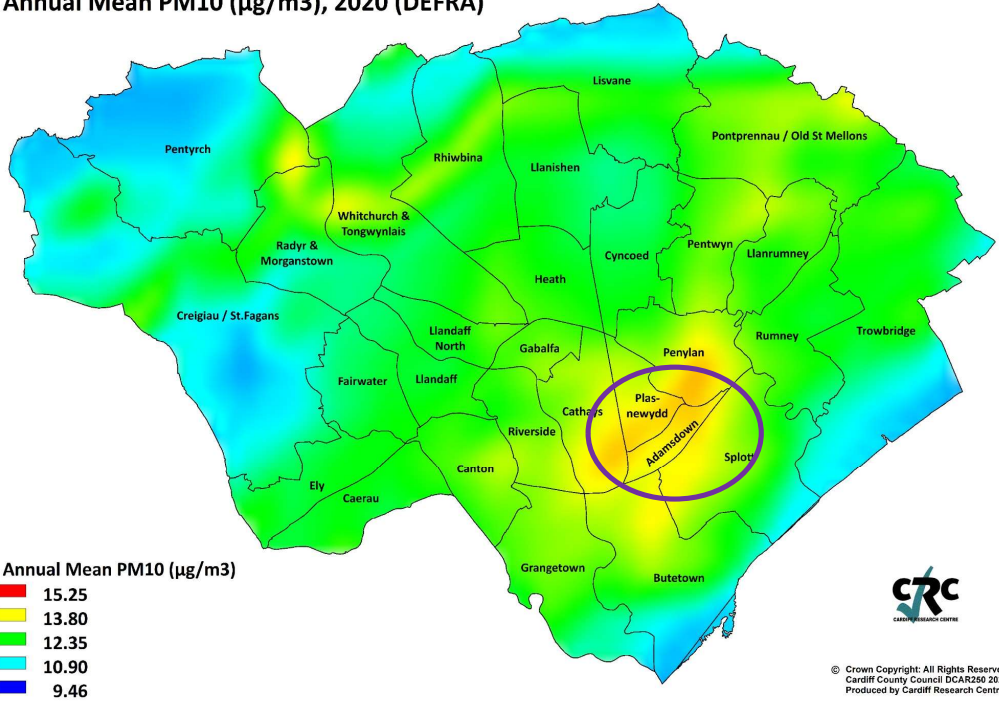 Annual Mean PM10 (µg/m3), 2020 (DEFRA)
Lisvane
Pontprennau / Old St Mellons
Pentyrch
Rhiwbina
Llanishen
Whitchurch &
Tongwynlais
Radyr &
Morganstown
Pentwyn
Cyncoed
Llanrumney
Heath
Creigiau / St.Fagans
Llandaff
North
Gabalfa
Penylan
Rumney
Trowbridge
Fairwater
Llandaff
Plas-
newydd
Cathays
Riverside
Adamsdown
Splott
Canton
Ely
Caerau
Grangetown
Butetown
Annual Mean PM10 (µg/m3)
15.25
13.80
12.35
10.90
9.46
CRC
CARDIFF RESEARCH CENTRE
© Crown Copyright: All Rights Reserve
Cardiff County Council DCAR250 20
Produced by Cardiff Research Centr